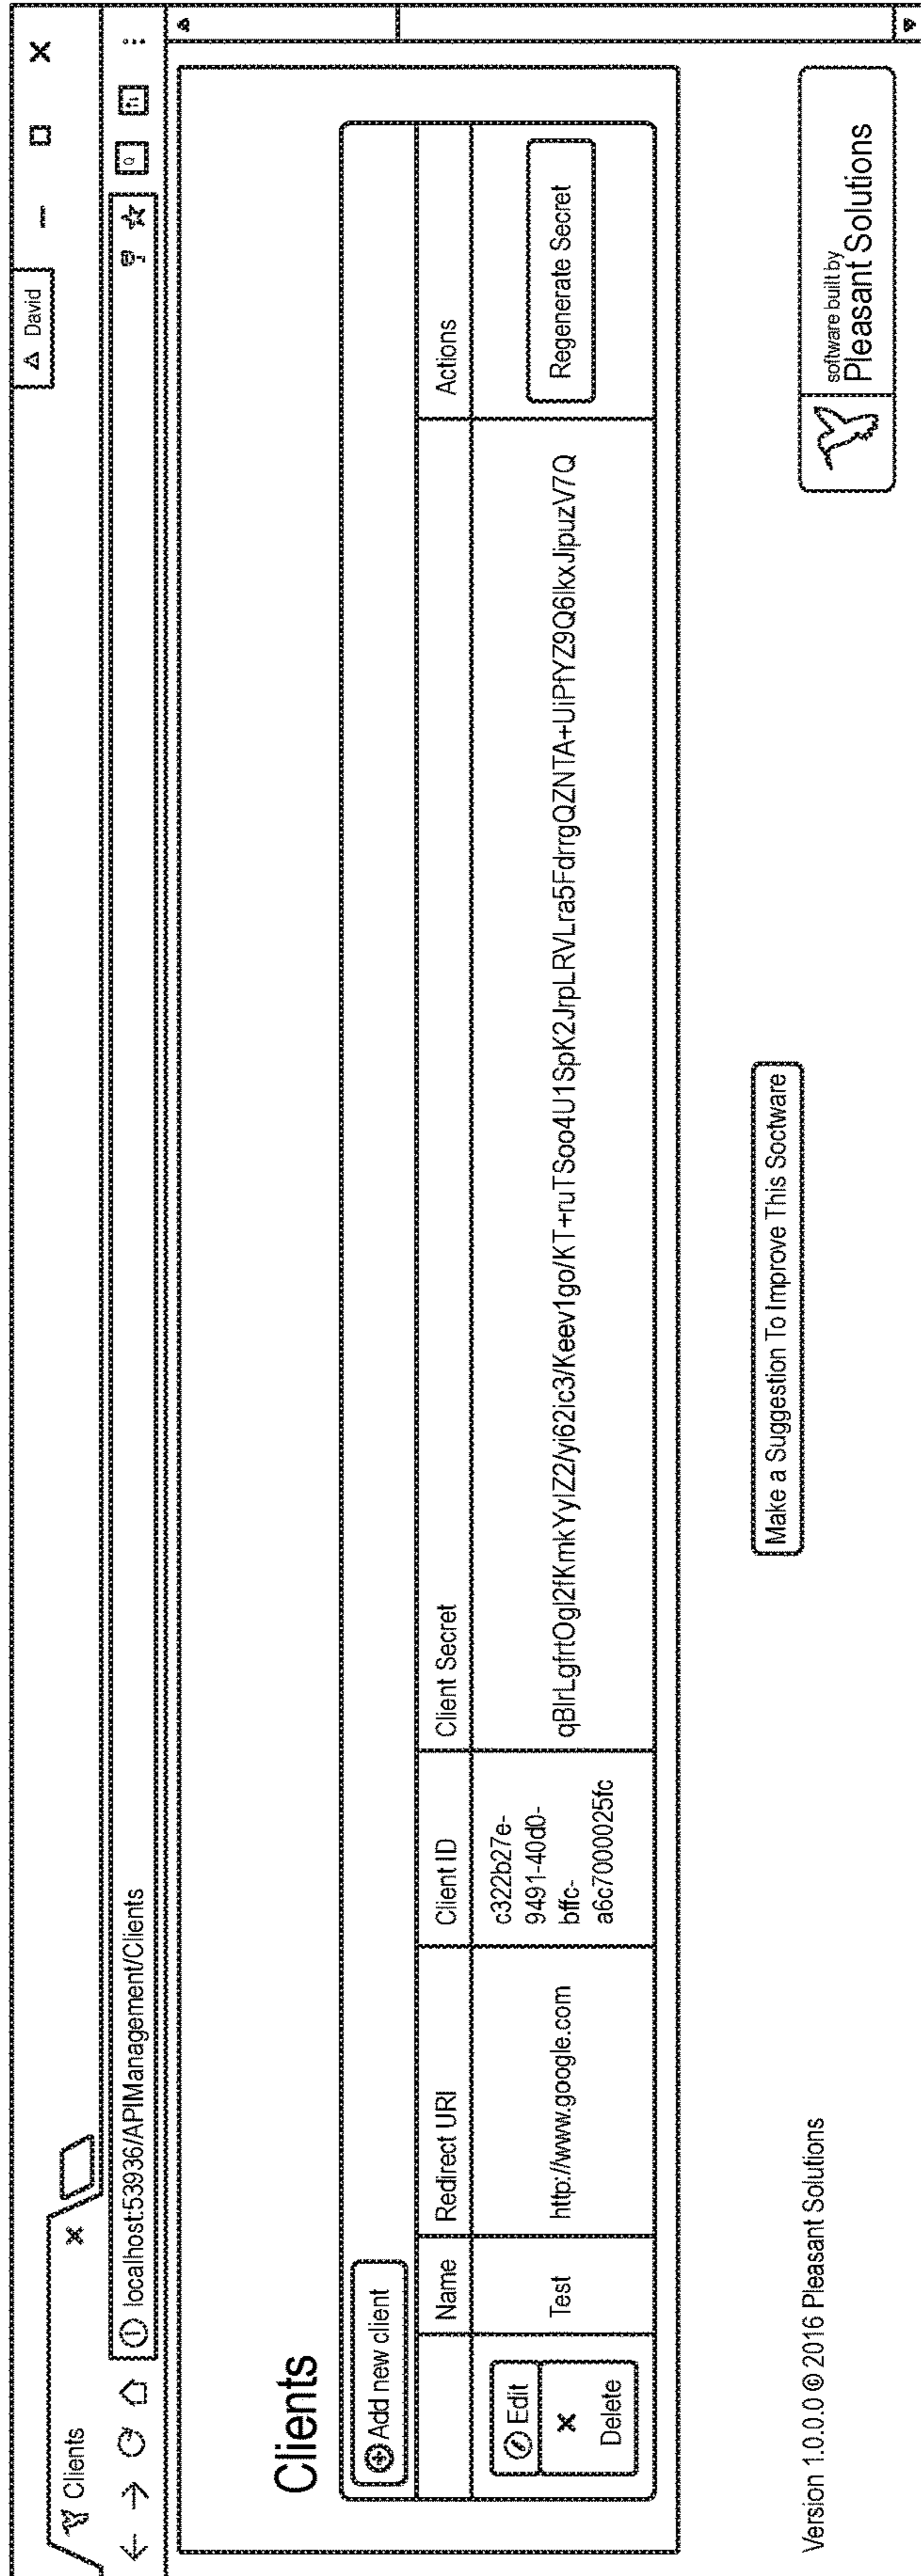 Clients
David
localhost:53936/APIManagement/Clients
Clients
Add new client
Name Redirect URI Client ID Client Secret Actions
Edit
Delete
Test
http://www.google.com
c322b27e-
9491-40d0-
bffc-
a6c7000025fc
qBlrLgfrtOgl2fKmkYylZ2/yi62ic3/Keev1go/KT+ruTSoo4U1SpK2JrpLRVLra5FdrrgQZNTA+UiPfYZ9Q6lkxJipuzV7Q
Regenerate Secret
Make a Suggestion To Improve This Soctware
Version 1.0.0.0 © 2016 Pleasant Solutions
software built by
Pleasant Solutions